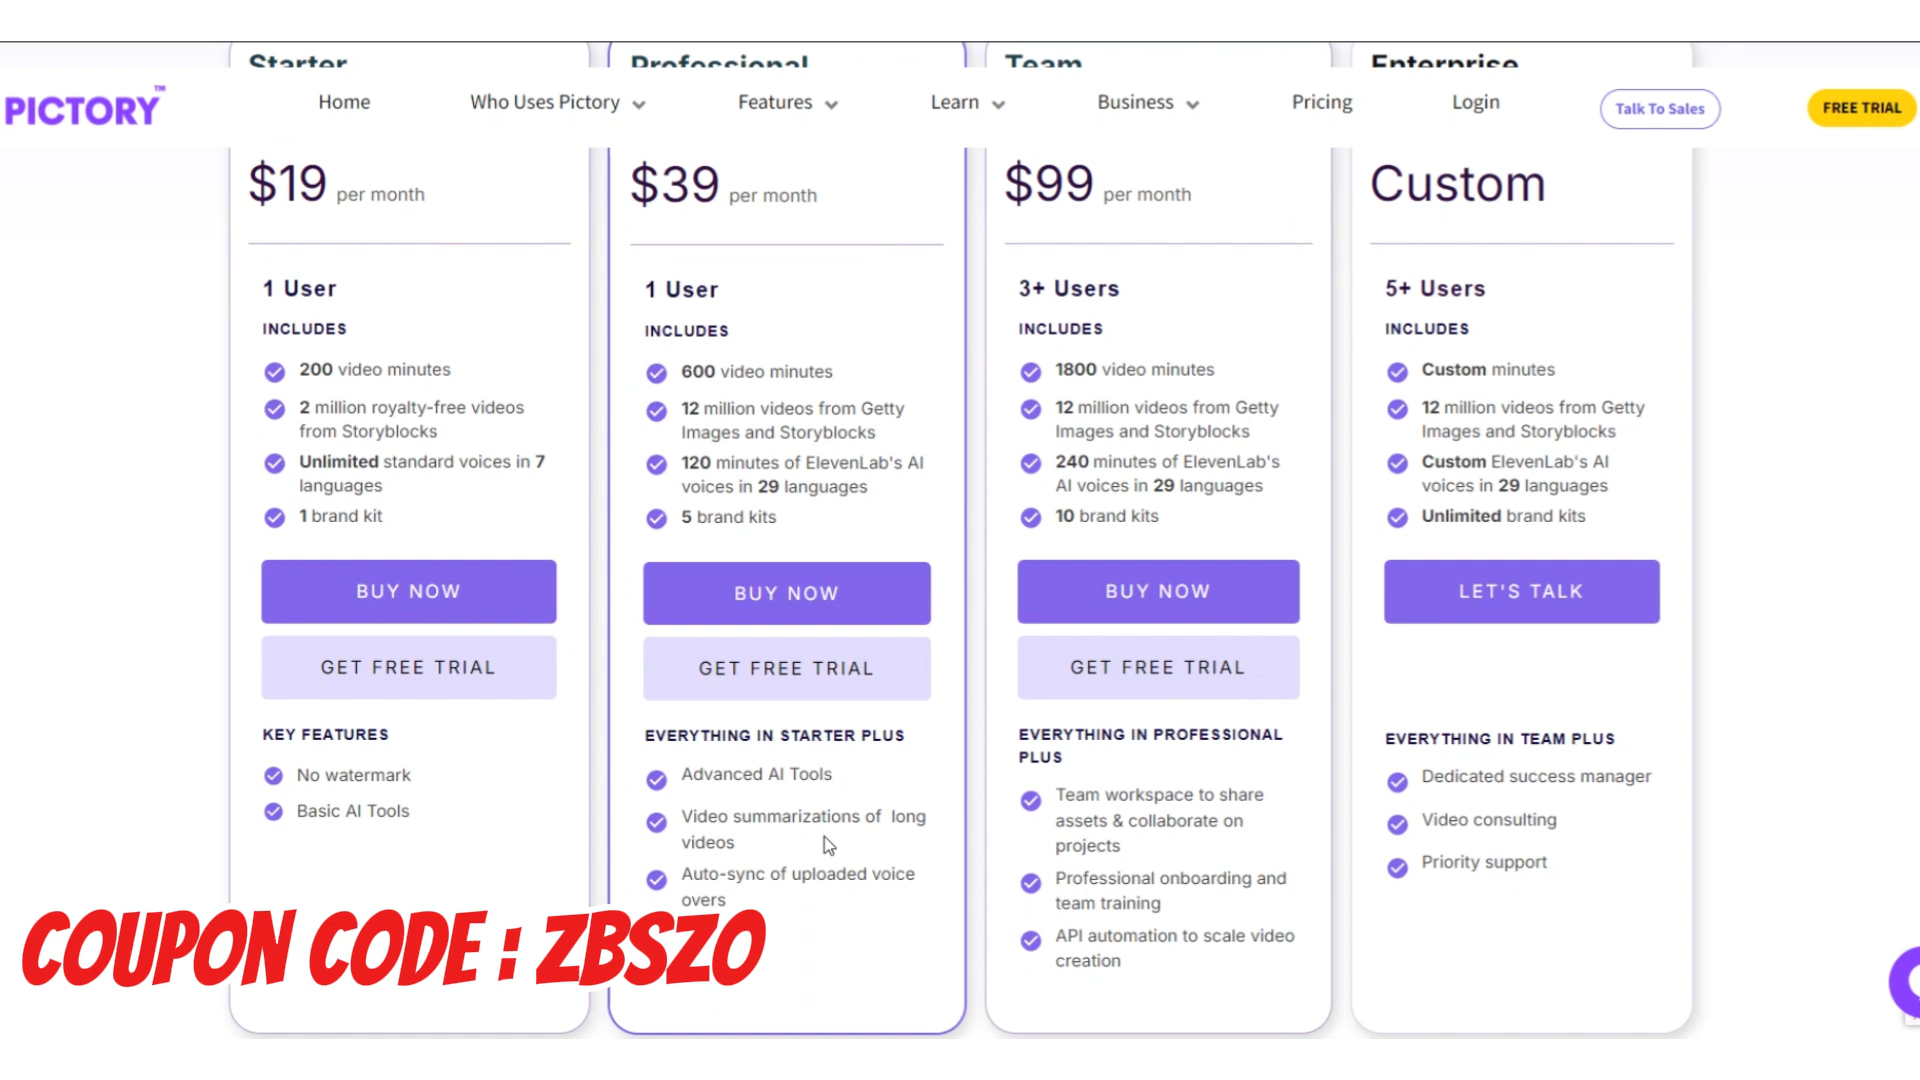 Starter
Professional
Team
Enterprise
PICTORY™
Home
Who Uses Pictory
Features
Learn
Business
Pricing
Login
Talk To Sales
FREE TRIAL
$19 per month
1 User
INCLUDES
200 video minutes
2 million royalty-free videos
from Storyblocks
Unlimited standard voices in 7
languages
1 brand kit
BUY NOW
GET FREE TRIAL
KEY FEATURES
No watermark
Basic AI Tools
$39 per month
1 User
INCLUDES
600 video minutes
12 million videos from Getty
Images and Storyblocks
120 minutes of ElevenLab's AI
voices in 29 languages
5 brand kits
BUY NOW
GET FREE TRIAL
EVERYTHING IN STARTER PLUS
Advanced AI Tools
Video summarizations of long
videos
Auto-sync of uploaded voice
overs
$99 per month
3+ Users
INCLUDES
1800 video minutes
12 million videos from Getty
Images and Storyblocks
240 minutes of ElevenLab's
AI voices in 29 languages
10 brand kits
BUY NOW
GET FREE TRIAL
EVERYTHING IN PROFESSIONAL
PLUS
Team workspace to share
assets & collaborate on
projects
Professional onboarding and
team training
API automation to scale video
creation
Custom
5+ Users
INCLUDES
Custom minutes
12 million videos from Getty
Images and Storyblocks
Custom ElevenLab's AI
voices in 29 languages
Unlimited brand kits
LET'S TALK
EVERYTHING IN TEAM PLUS
Dedicated success manager
Video consulting
Priority support
COUPON CODE : ZBSZO